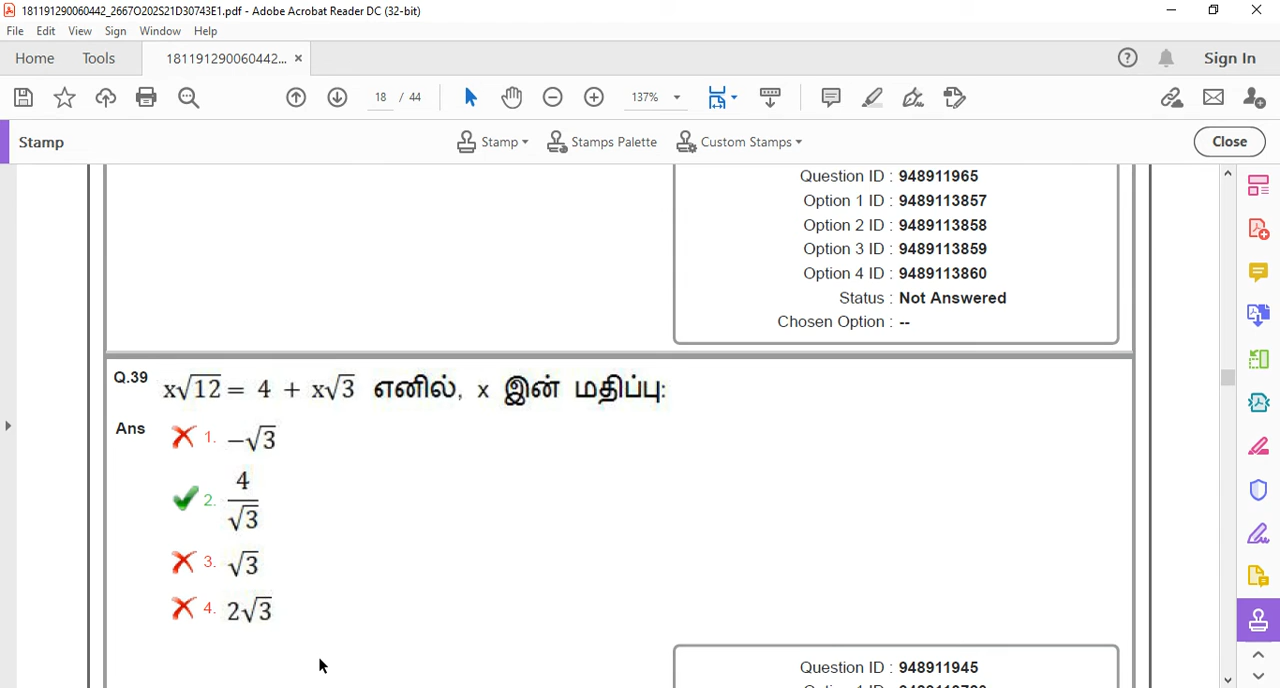 181191290060442_2667O202S21D30743E1.pdf - Adobe Acrobat Reader DC (32-bit)
File Edit View Sign Window Help
Home Tools 181191290060442... × Sign In
18 / 44 137%
Stamp Stamp Stamps Palette Custom Stamps Close
Question ID : 948911965
Option 1 ID : 9489113857
Option 2 ID : 9489113858
Option 3 ID : 9489113859
Option 4 ID : 9489113860
Status : Not Answered
Chosen Option : --
Q.39 x√12 = 4 + x√3 எனில், x இன் மதிப்பு:
Ans
1. −√3
2. 4/√3
3. √3
4. 2√3
Question ID : 948911945